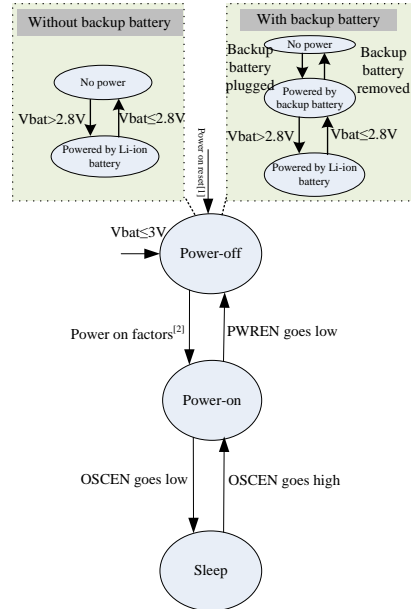 Without backup battery
No power
Vbat>2.8V
Vbat≤2.8V
Powered by Li-ion
battery
With backup battery
No power
Backup
battery
plugged
Backup
battery
removed
Powered by
backup battery
Vbat>2.8V
Vbat≤2.8V
Powered by Li-ion
battery
Power on reset[1]
Vbat≤3V
Power-off
Power on factors[2]
PWREN goes low
Power-on
OSCEN goes low
OSCEN goes high
Sleep